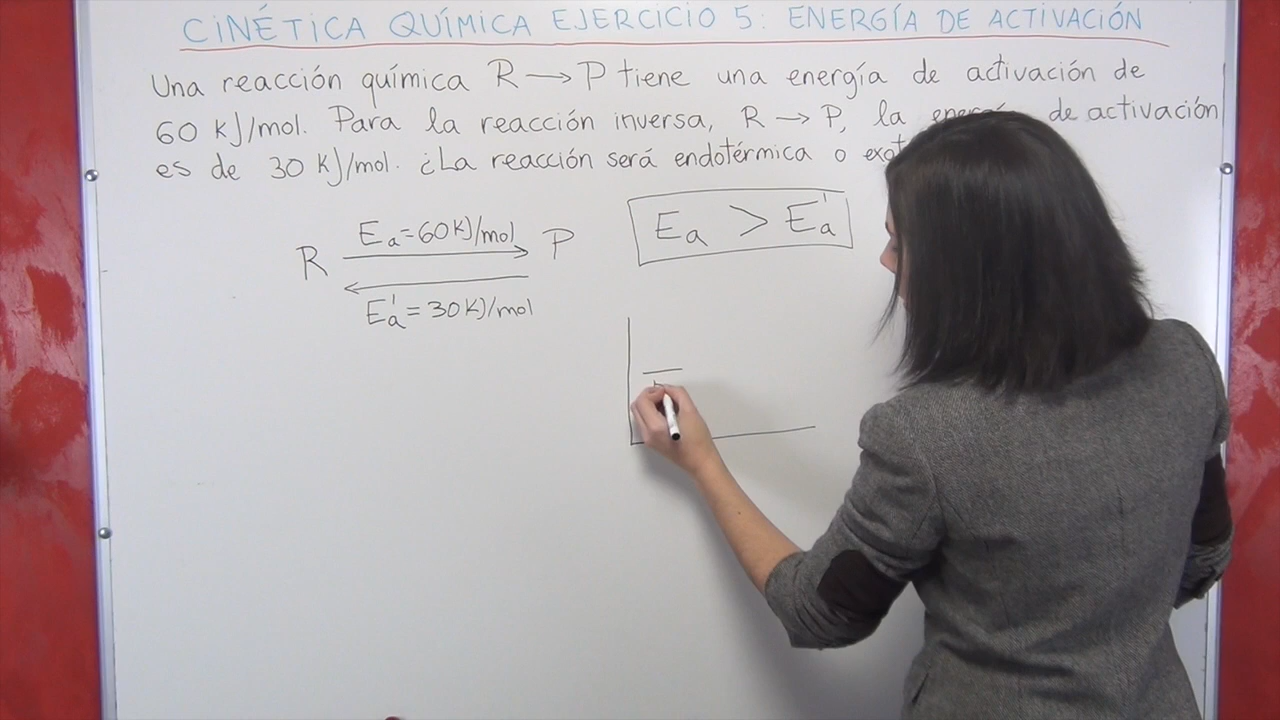 CINÉTICA QUÍMICA EJERCICIO 5: ENERGÍA DE ACTIVACIÓN
Una reacción química R → P tiene una energía de activación de
60 kJ/mol. Para la reacción inversa, R → P, la de activación
es de 30 kJ/mol. ¿La reacción será endotérmica o
Ea=60KJ/mol
R P
E'a=30KJ/mol
Ea > E'a